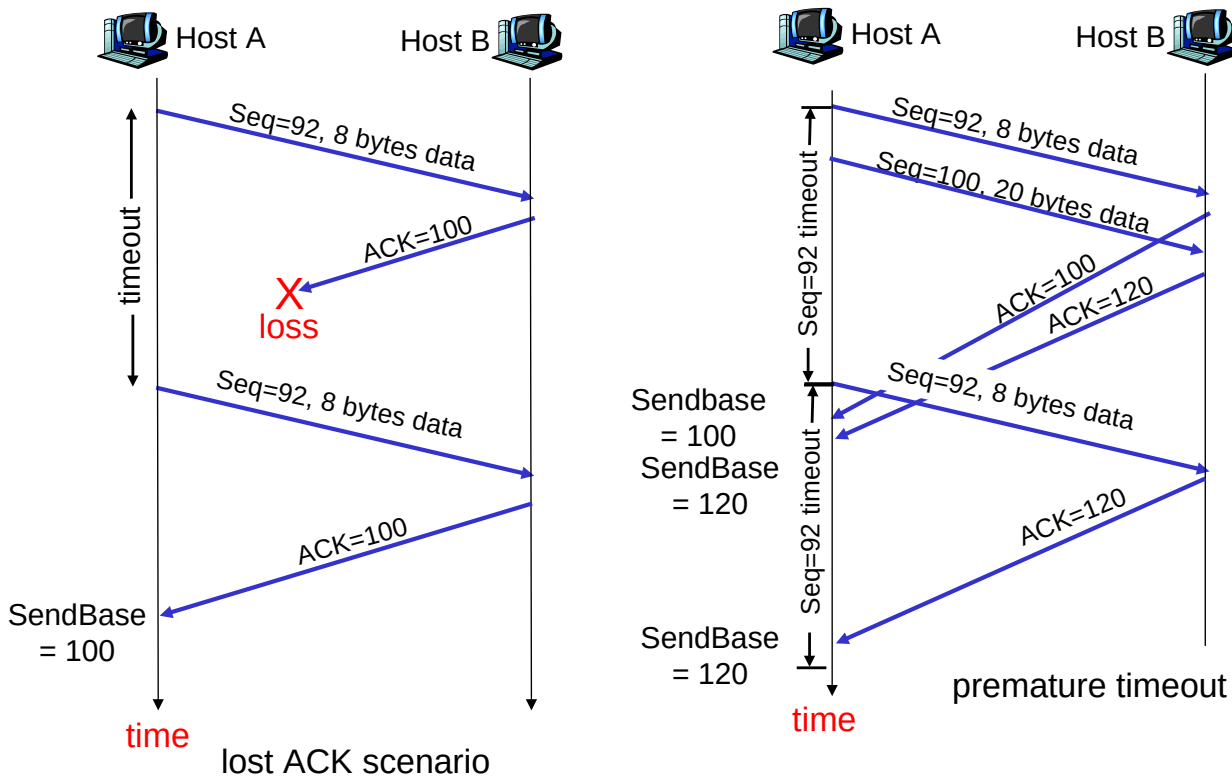 Host A
Host B
Seq=92, 8 bytes data
ACK=100
timeout
X
loss
Seq=92, 8 bytes data
ACK=100
SendBase
= 100
time
lost ACK scenario
Host A
Host B
Seq=92, 8 bytes data
Seq=100, 20 bytes data
Seq=92 timeout
ACK=100
ACK=120
Seq=92, 8 bytes data
Sendbase
= 100
SendBase
= 120
Seq=92 timeout
ACK=120
SendBase
= 120
premature timeout
time